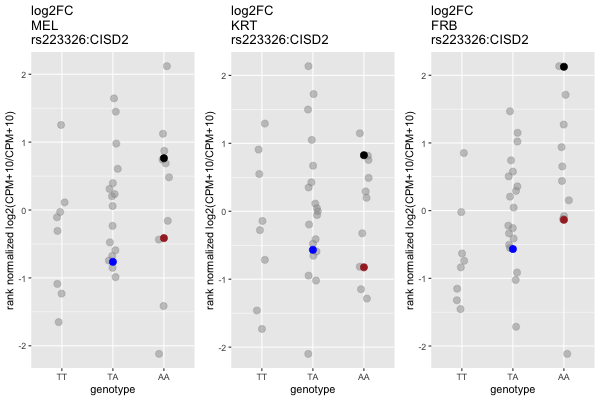 log2FC
MEL
rs223326:CISD2
rank normalized log2(CPM+10/CPM+10)
2
1
0
-1
-2
TT
TA
AA
genotype
log2FC
KRT
rs223326:CISD2
rank normalized log2(CPM+10/CPM+10)
2
1
0
-1
-2
TT
TA
AA
genotype
log2FC
FRB
rs223326:CISD2
rank normalized log2(CPM+10/CPM+10)
2
1
0
-1
-2
TT
TA
AA
genotype